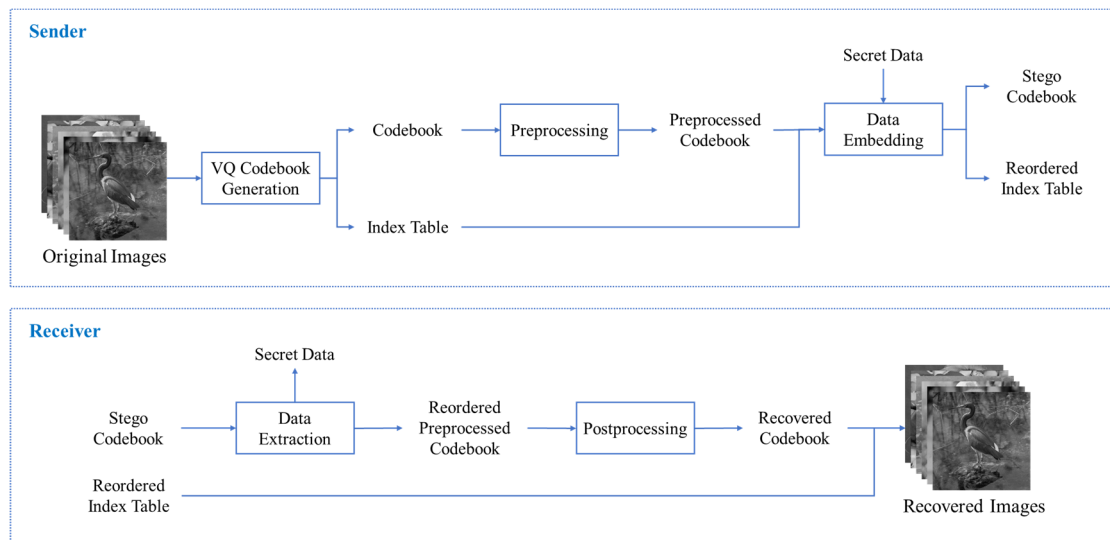 Sender
Secret Data
Stego
Codebook
Codebook
Preprocessing
Preprocessed
Codebook
Data
Embedding
VQ Codebook
Generation
Reordered
Index Table
Index Table
Original Images
Receiver
Secret Data
Stego
Codebook
Data
Extraction
Reordered
Preprocessed
Codebook
Postprocessing
Recovered
Codebook
Reordered
Index Table
Recovered Images